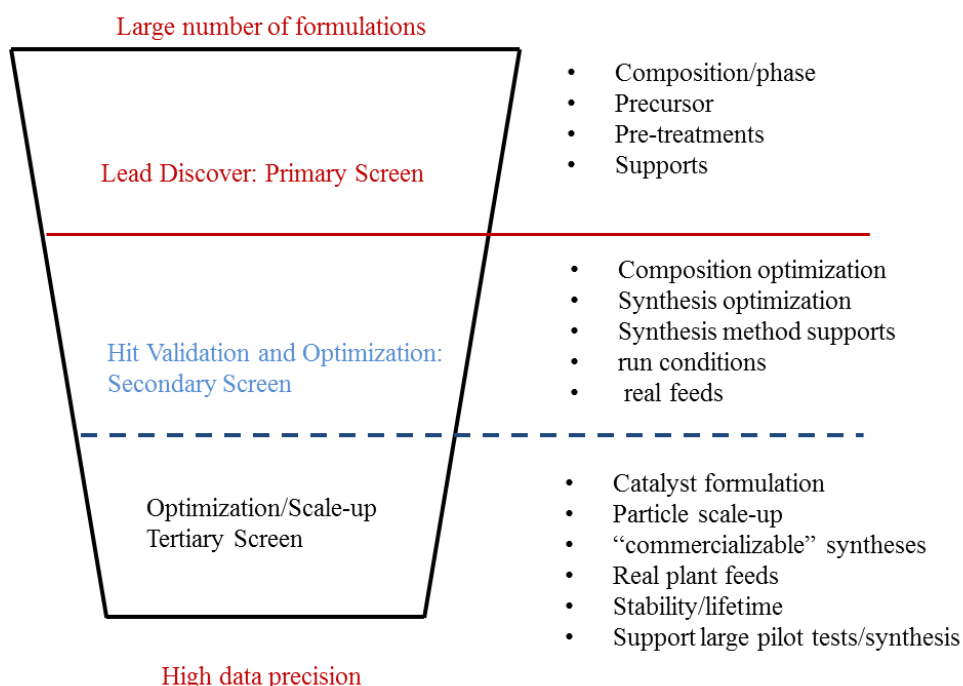 Large number of formulations
• Composition/phase
• Precursor
• Pre-treatments
• Supports
Lead Discover: Primary Screen
• Composition optimization
• Synthesis optimization
• Synthesis method supports
• run conditions
• real feeds
Hit Validation and Optimization:
Secondary Screen
• Catalyst formulation
• Particle scale-up
• “commercializable” syntheses
• Real plant feeds
• Stability/lifetime
• Support large pilot tests/synthesis
Optimization/Scale-up
Tertiary Screen
High data precision